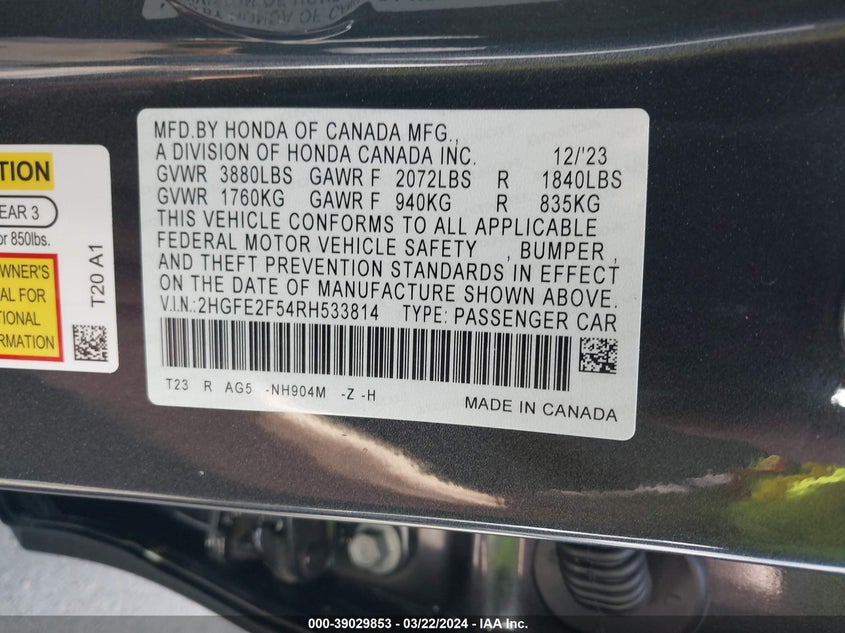 MFD.BY HONDA OF CANADA MFG.,
A DIVISION OF HONDA CANADA INC. 12/'23
GVWR 3880LBS GAWR F 2072LBS R 1840LBS
GVWR 1760KG GAWR F 940KG R 835KG
THIS VEHICLE CONFORMS TO ALL APPLICABLE
FEDERAL MOTOR VEHICLE SAFETY , BUMPER ,
AND THEFT PREVENTION STANDARDS IN EFFECT
ON THE DATE OF MANUFACTURE SHOWN ABOVE.
V.I.N.:2HGFE2F54RH533814 TYPE: PASSENGER CAR
T23 R AG5 -NH904M -Z -H
MADE IN CANADA
TION
EAR 3
or 850lbs.
WNER'S
AL FOR
TIONAL
RMATION
T20 A1
000-39029853 / 03/22/2024 - IAA Inc.